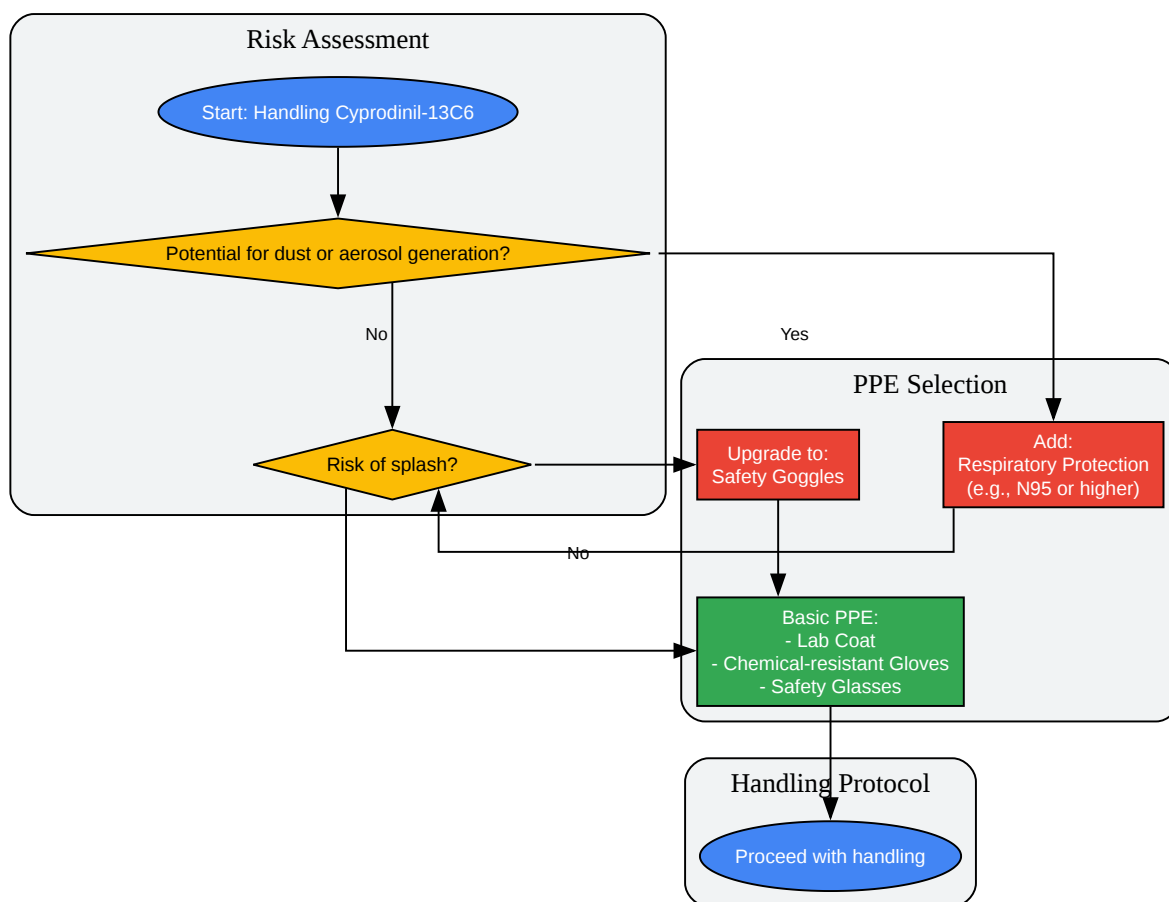 Risk Assessment
Start: Handling Cyprodinil-13C6
Potential for dust or aerosol generation?
No
Yes
PPE Selection
Risk of splash?
Upgrade to:
Safety Goggles
Add:
Respiratory Protection
(e.g., N95 or higher)
No
Basic PPE:
- Lab Coat
- Chemical-resistant Gloves
- Safety Glasses
Handling Protocol
Proceed with handling